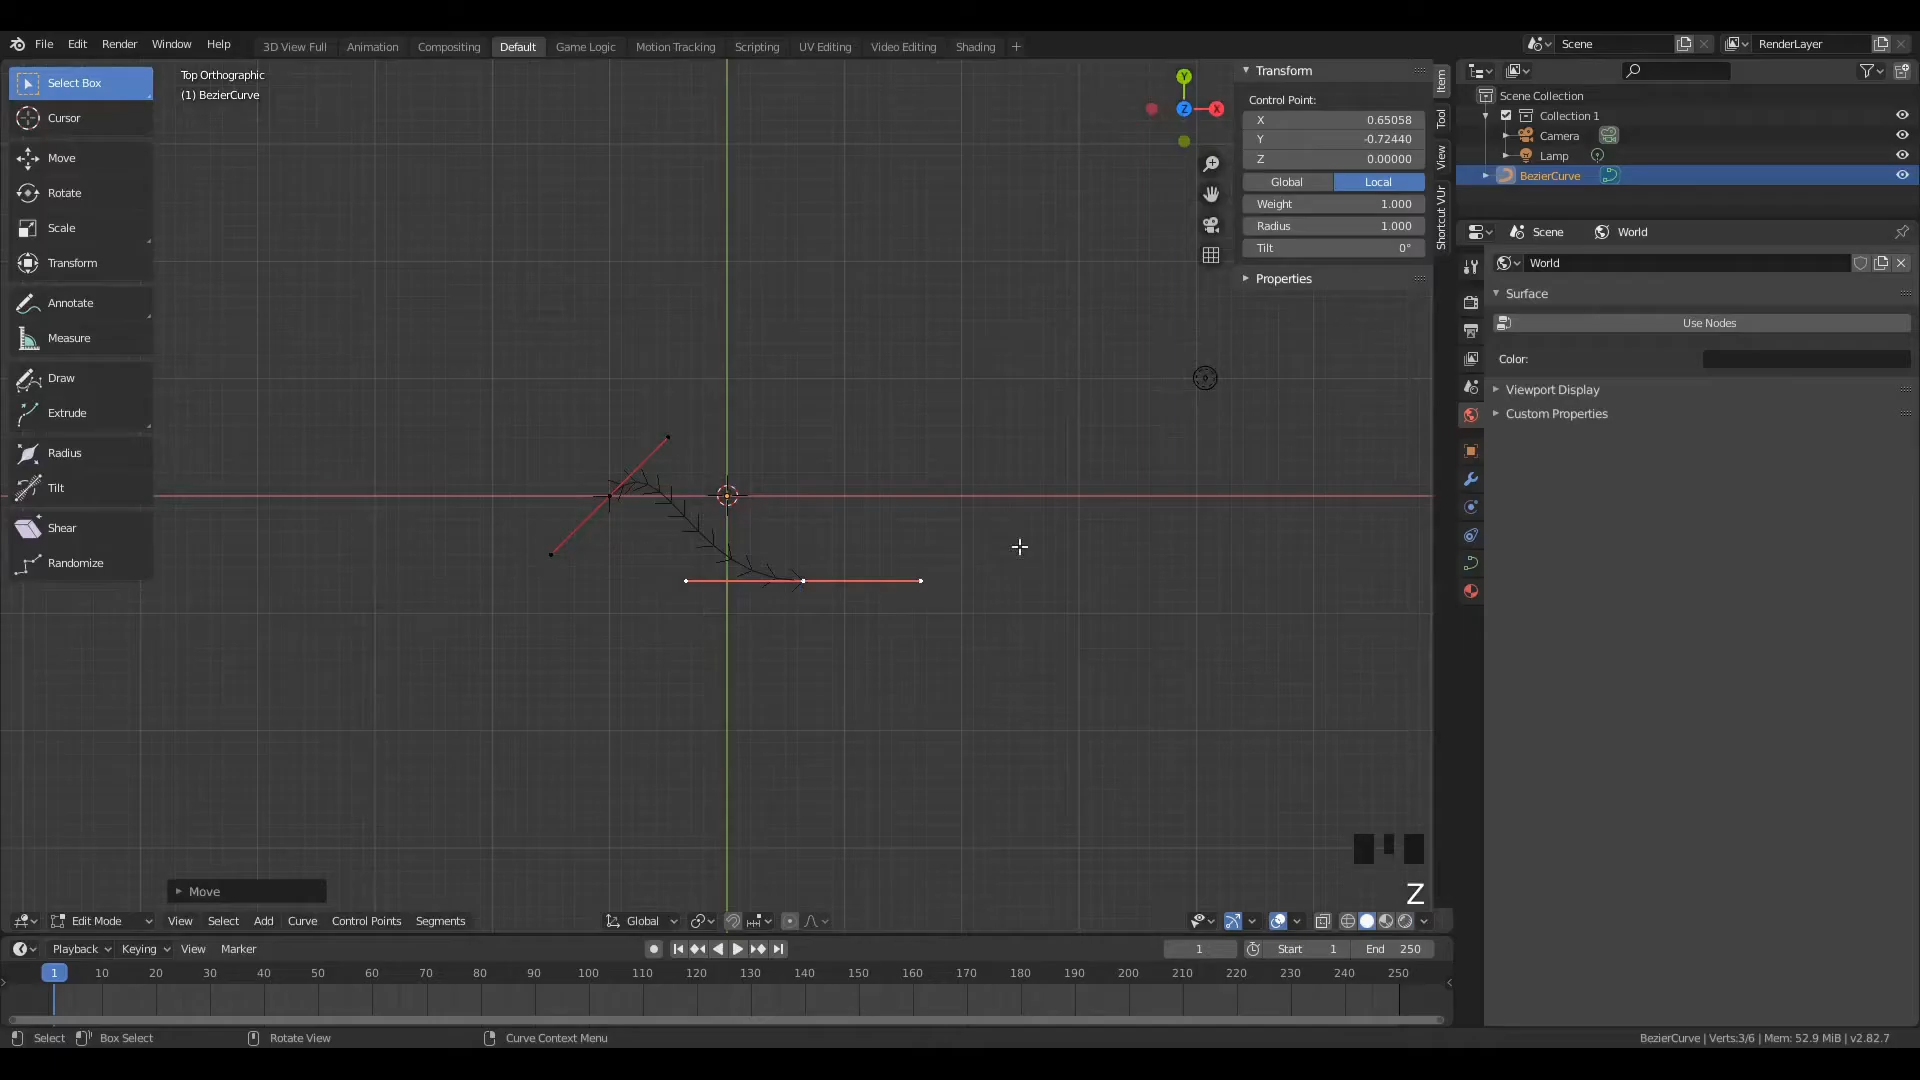 File Edit Render Window Help 3D View Full Animation Compositing Default Game Logic Motion Tracking Scripting UV Editing Video Editing Shading + Scene RenderLayer
Select Box
Cursor
Move
Rotate
Scale
Transform
Annotate
Measure
Draw
Extrude
Radius
Tilt
Shear
Randomize
Top Orthographic
(1) BezierCurve
Y
Z X
Transform
Control Point:
X 0.65058
Y -0.72440
Z 0.00000
Global Local
Weight 1.000
Radius 1.000
Tilt 0°
Properties
Item
Tool
View
Shortcut VUr
Scene Collection
Collection 1
Camera
Lamp
BezierCurve
Scene World
World
Surface
Use Nodes
Color:
Viewport Display
Custom Properties
Z
Move
Edit Mode View Select Add Curve Control Points Segments Global
Playback Keying View Marker 1 Start 1 End 250
1 10 20 30 40 50 60 70 80 90 100 110 120 130 140 150 160 170 180 190 200 210 220 230 240 250
Select Box Select Rotate View Curve Context Menu BezierCurve | Verts:3/6 | Mem: 52.9 MiB | v2.82.7